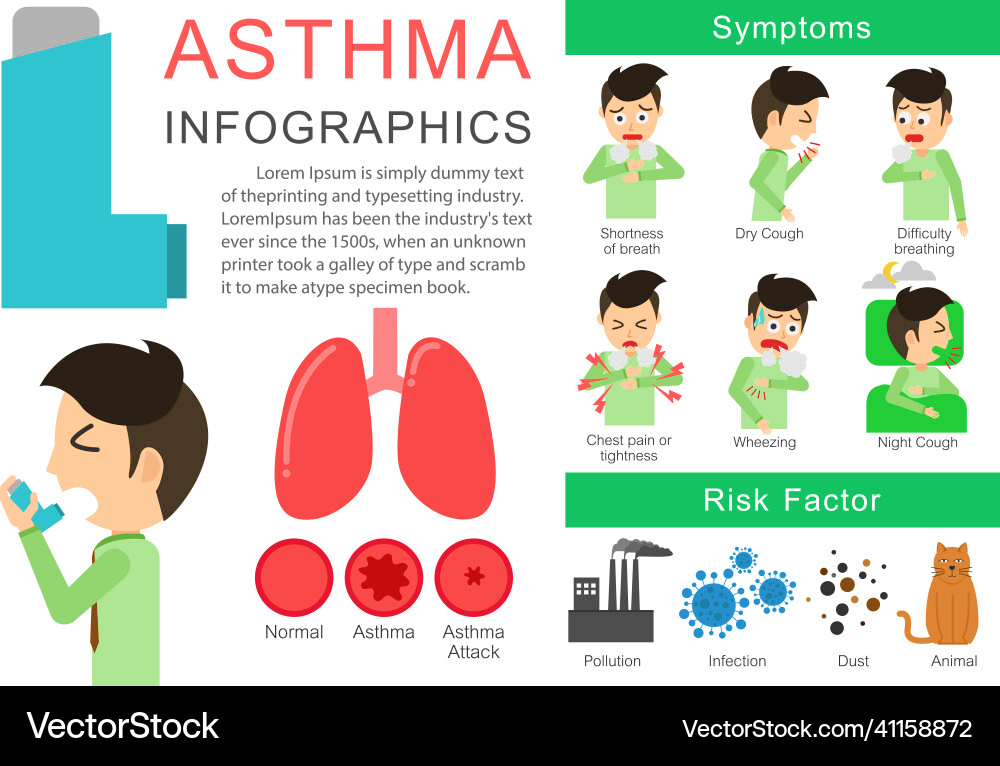 ASTHMA
INFOGRAPHICS
Lorem Ipsum is simply dummy text
of theprinting and typesetting industry.
LoremIpsum has been the industry's text
ever since the 1500s, when an unknown
printer took a galley of type and scramb
it to make atype specimen book.
Normal
Asthma
Asthma
Attack
Symptoms
Shortness
of breath
Dry Cough
Difficulty
breathing
Chest pain or
tightness
Wheezing
Night Cough
Risk Factor
Pollution
Infection
Dust
Animal
VectorStock
VectorStock.com/41158872